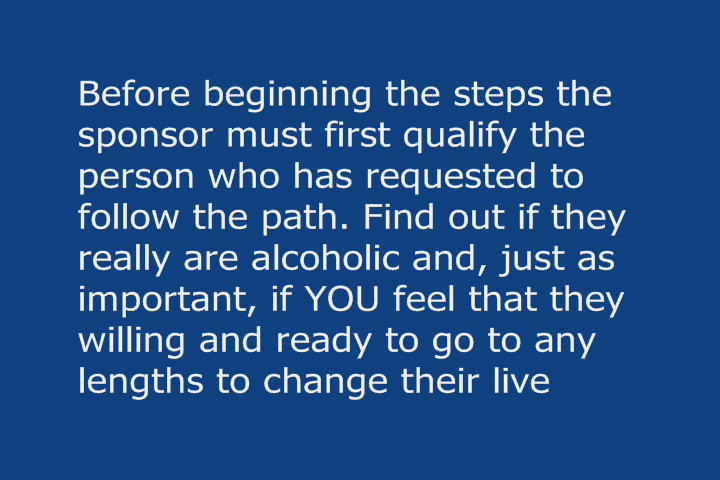 Before beginning the steps the
sponsor must first qualify the
person who has requested to
follow the path. Find out if they
really are alcoholic and, just as
important, if YOU feel that they
willing and ready to go to any
lengths to change their live